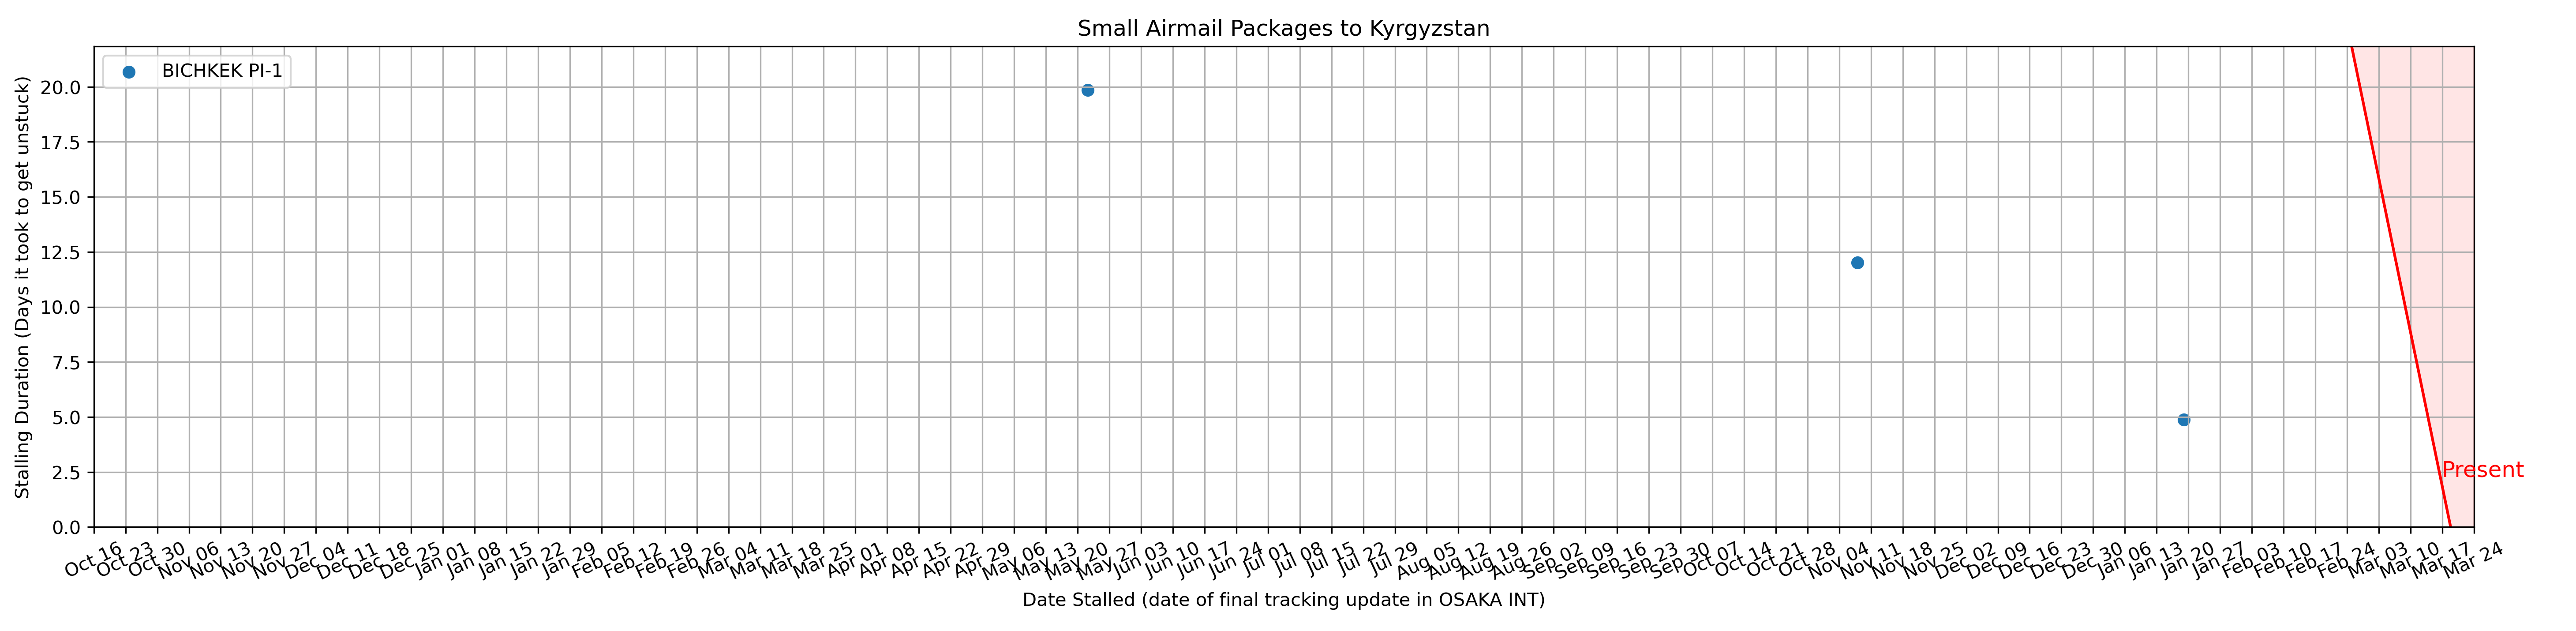 Small Airmail Packages to Kyrgyzstan
BICHKEK PI-1
Stalling Duration (Days it took to get unstuck)
20.0
17.5
15.0
12.5
10.0
7.5
5.0
2.5
0.0
Present
Oct 16
Oct 23
Oct 30
Nov 06
Nov 13
Nov 20
Nov 27
Dec 04
Dec 11
Dec 18
Dec 25
Jan 01
Jan 08
Jan 15
Jan 22
Jan 29
Feb 05
Feb 12
Feb 19
Feb 26
Mar 04
Mar 11
Mar 18
Mar 25
Apr 01
Apr 08
Apr 15
Apr 22
Apr 29
May 06
May 13
May 20
May 27
Jun 03
Jun 10
Jun 17
Jun 24
Jul 01
Jul 08
Jul 15
Jul 22
Jul 29
Aug 05
Aug 12
Aug 19
Aug 26
Sep 02
Sep 09
Sep 16
Sep 23
Sep 30
Oct 07
Oct 14
Oct 21
Oct 28
Nov 04
Nov 11
Nov 18
Nov 25
Dec 02
Dec 09
Dec 16
Dec 23
Dec 30
Jan 06
Jan 13
Jan 20
Jan 27
Feb 03
Feb 10
Feb 17
Feb 24
Mar 03
Mar 10
Mar 17
Mar 24
Date Stalled (date of final tracking update in OSAKA INT)